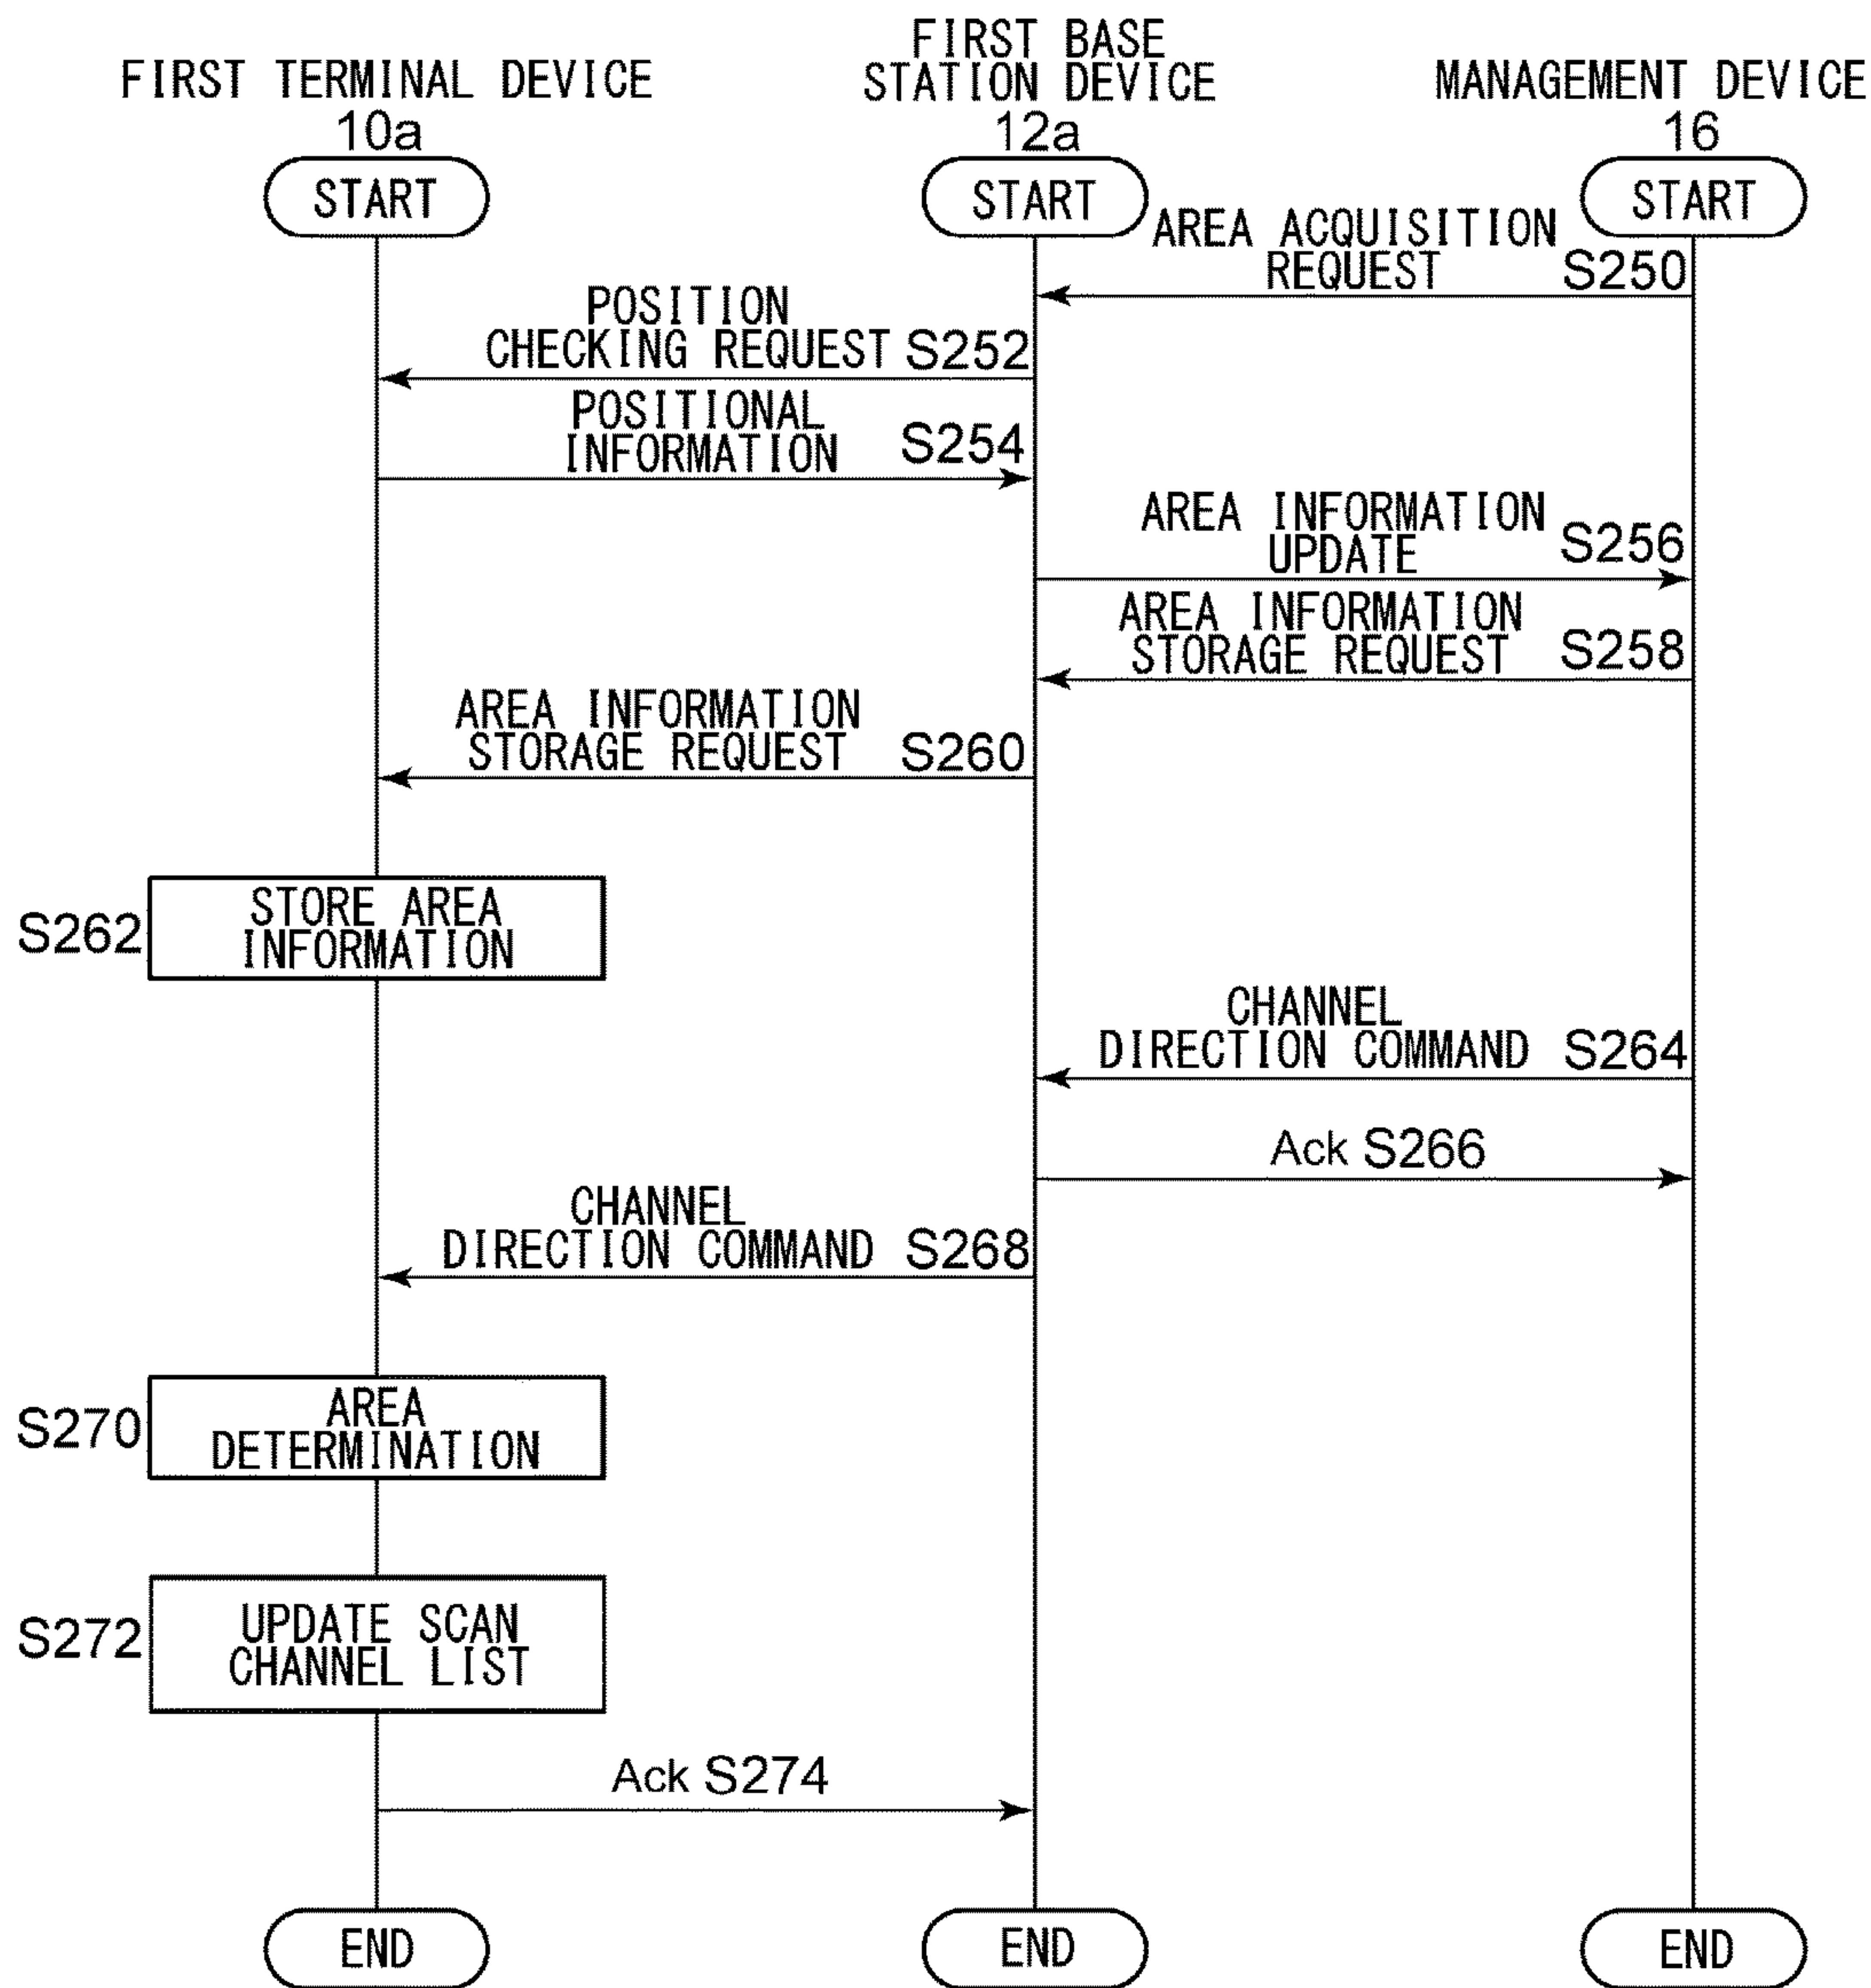 FIRST TERMINAL DEVICE
10a
FIRST BASE
STATION DEVICE
12a
MANAGEMENT DEVICE
16
START
START
START
AREA ACQUISITION
REQUEST S250
POSITION
CHECKING REQUEST S252
POSITIONAL
INFORMATION S254
AREA INFORMATION
UPDATE S256
AREA INFORMATION
STORAGE REQUEST S258
AREA INFORMATION
STORAGE REQUEST S260
S262
STORE AREA
INFORMATION
CHANNEL
DIRECTION COMMAND S264
Ack S266
CHANNEL
DIRECTION COMMAND S268
S270
AREA
DETERMINATION
S272
UPDATE SCAN
CHANNEL LIST
Ack S274
END
END
END